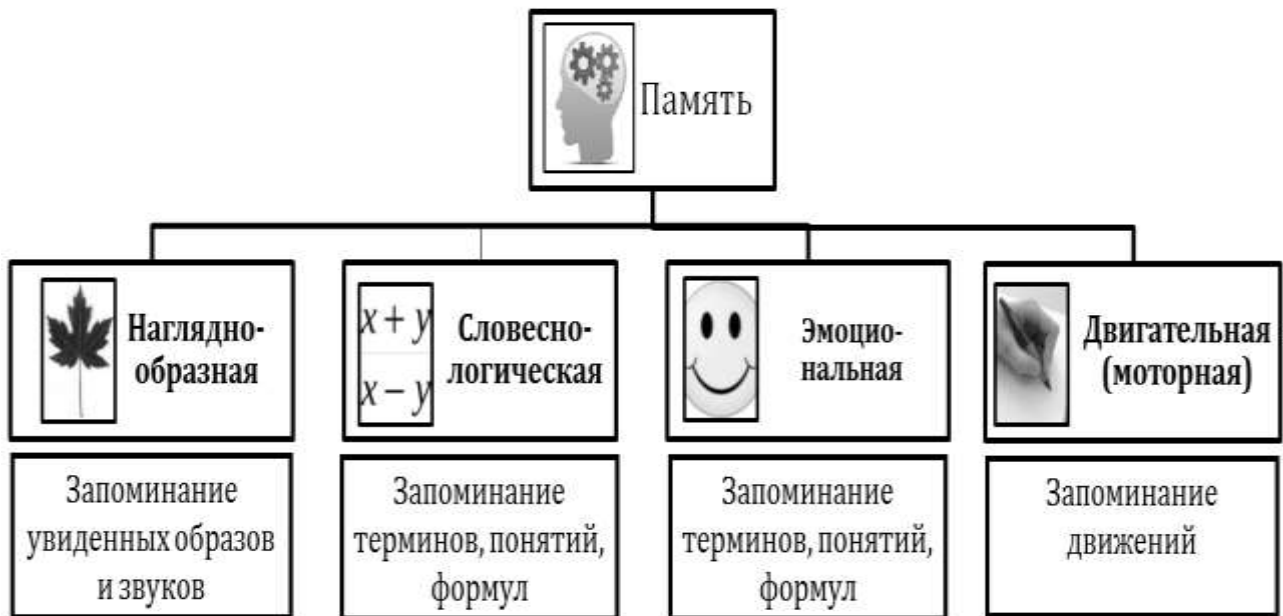 Память
Наглядно-
образная
x + y
x − y
Словесно-
логическая
Эмоцио-
нальная
Двигательная
(моторная)
Запоминание
увиденных образов
и звуков
Запоминание
терминов, понятий,
формул
Запоминание
терминов, понятий,
формул
Запоминание
движений